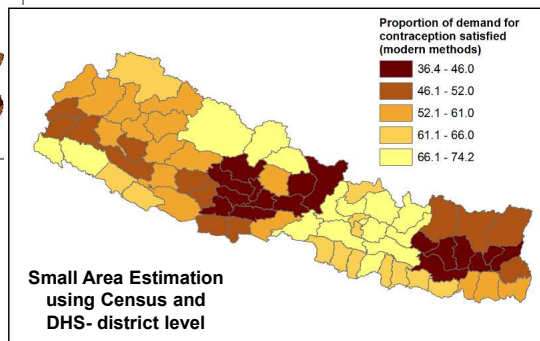 Proportion of demand for
contraception satisfied
(modern methods)
36.4 - 46.0
46.1 - 52.0
52.1 - 61.0
61.1 - 66.0
66.1 - 74.2
Small Area Estimation
using Census and
DHS- district level